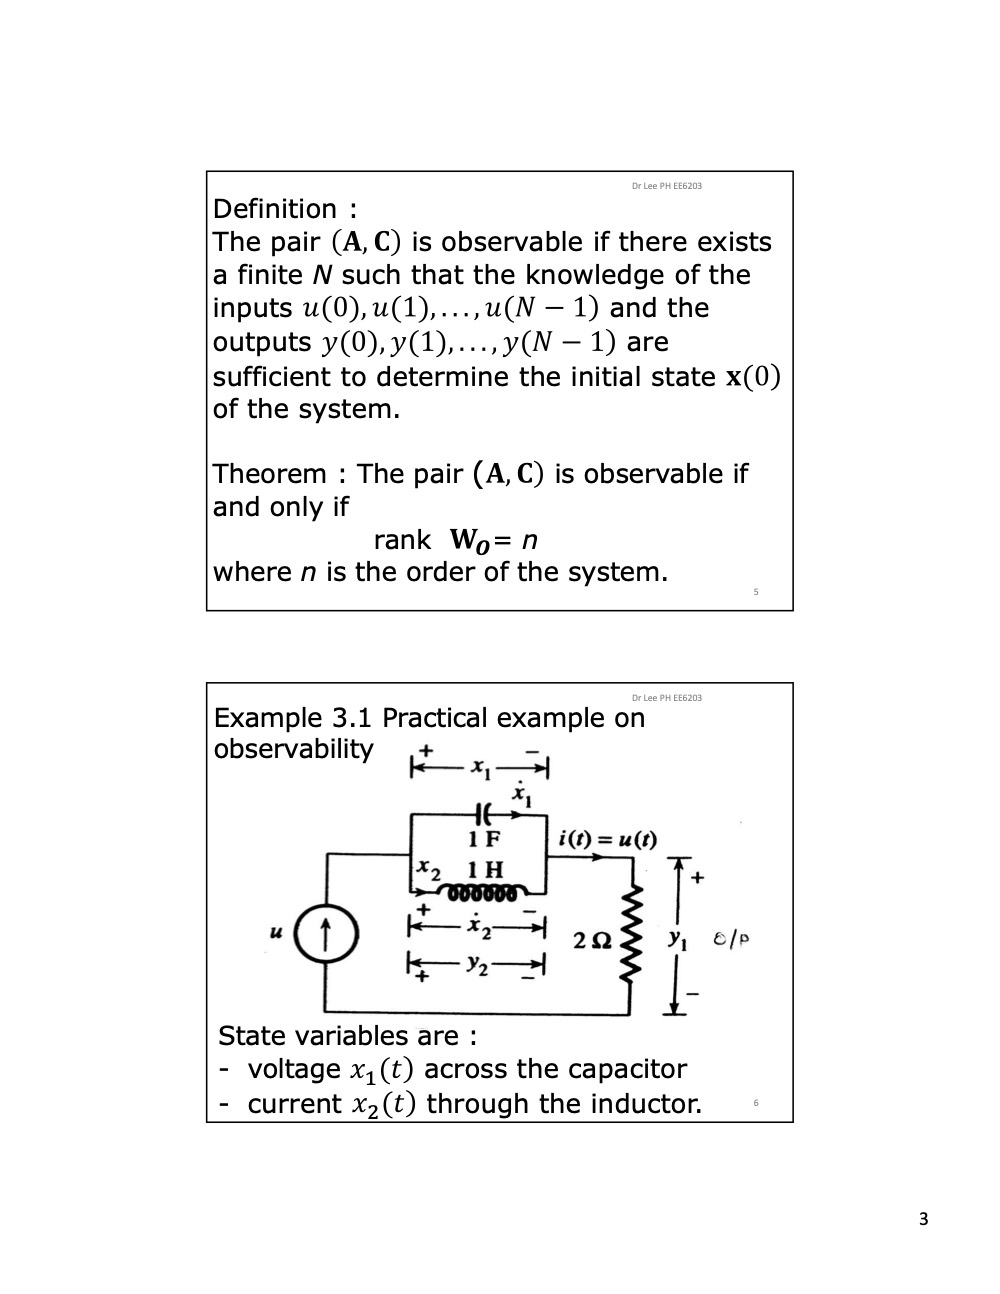 Dr Lee PH EE6203
Definition :
The pair (𝐀, 𝐂) is observable if there exists
a finite N such that the knowledge of the
inputs u(0), u(1), . . . , u(N − 1) and the
outputs y(0), y(1), . . . , y(N − 1) are
sufficient to determine the initial state 𝐱(0)
of the system.
Theorem : The pair (𝐀, 𝐂) is observable if
and only if
rank W_O = n
where n is the order of the system.
5
Dr Lee PH EE6203
Example 3.1 Practical example on
observability
+ −
x₁
ẋ₁
1 F
i(t) = u(t)
x₂ 1 H
+
+ −
ẋ₂
u
2 Ω
y₁
o/p
y₂
+ −
−
State variables are :
- voltage x₁(t) across the capacitor
- current x₂(t) through the inductor.
6
3